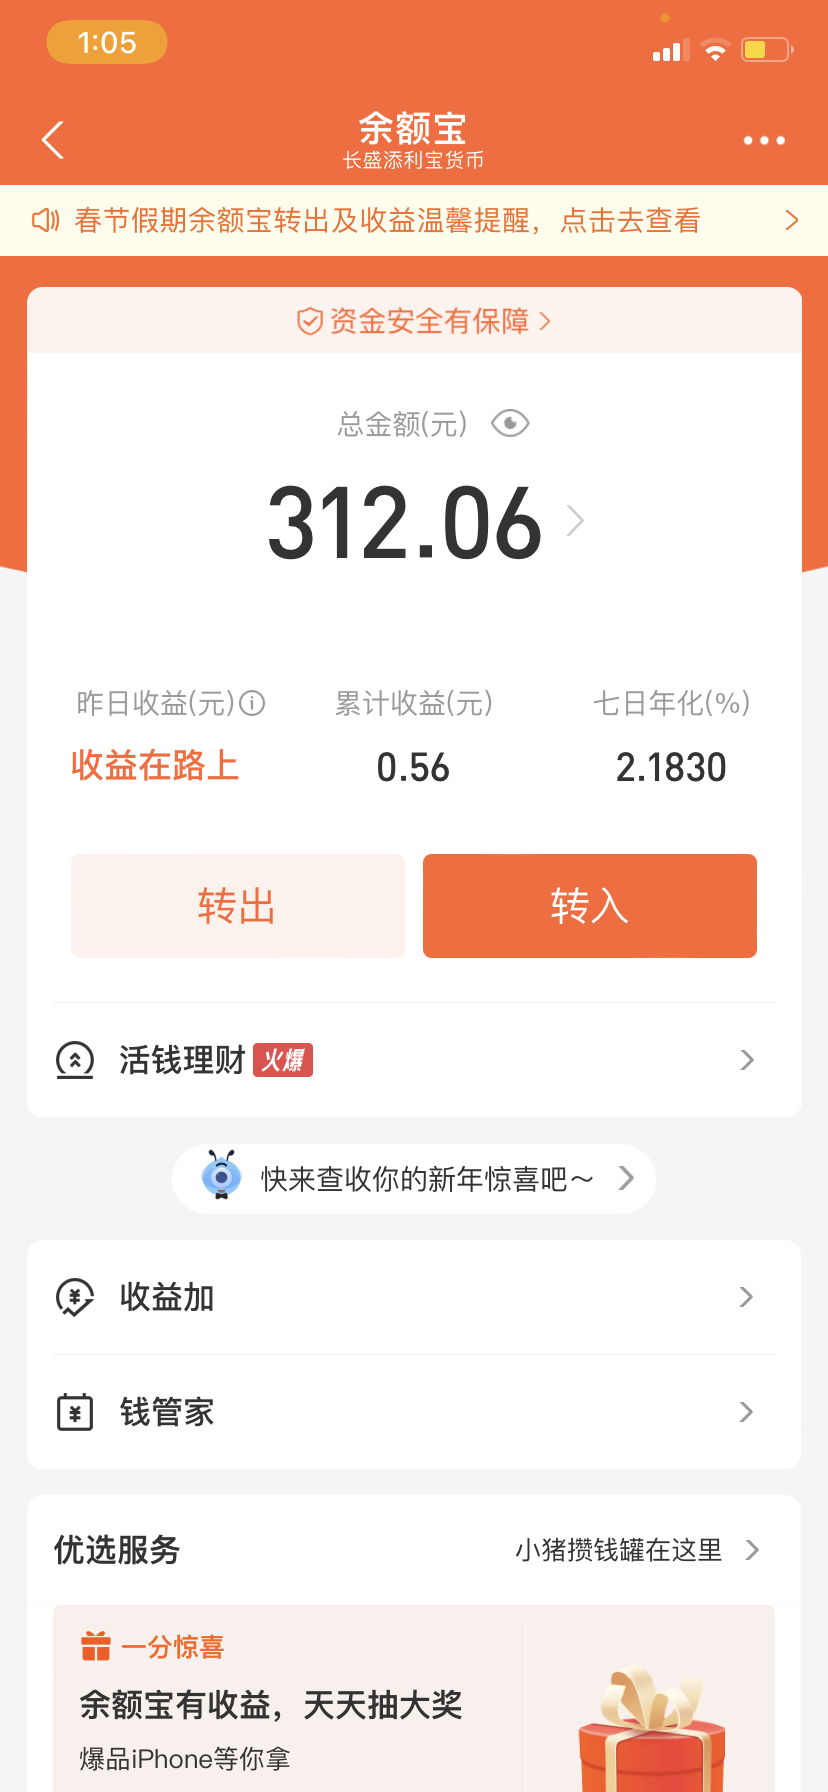 1:05
余额宝
长盛添利宝货币
春节假期余额宝转出及收益温馨提醒，点击去查看
资金安全有保障
总金额(元)
312.06
昨日收益(元) 累计收益(元) 七日年化(%)
收益在路上 0.56 2.1830
转出 转入
活钱理财 火爆
快来查收你的新年惊喜吧～
收益加
钱管家
优选服务 小猪攒钱罐在这里
一分惊喜
余额宝有收益，天天抽大奖
爆品iPhone等你拿